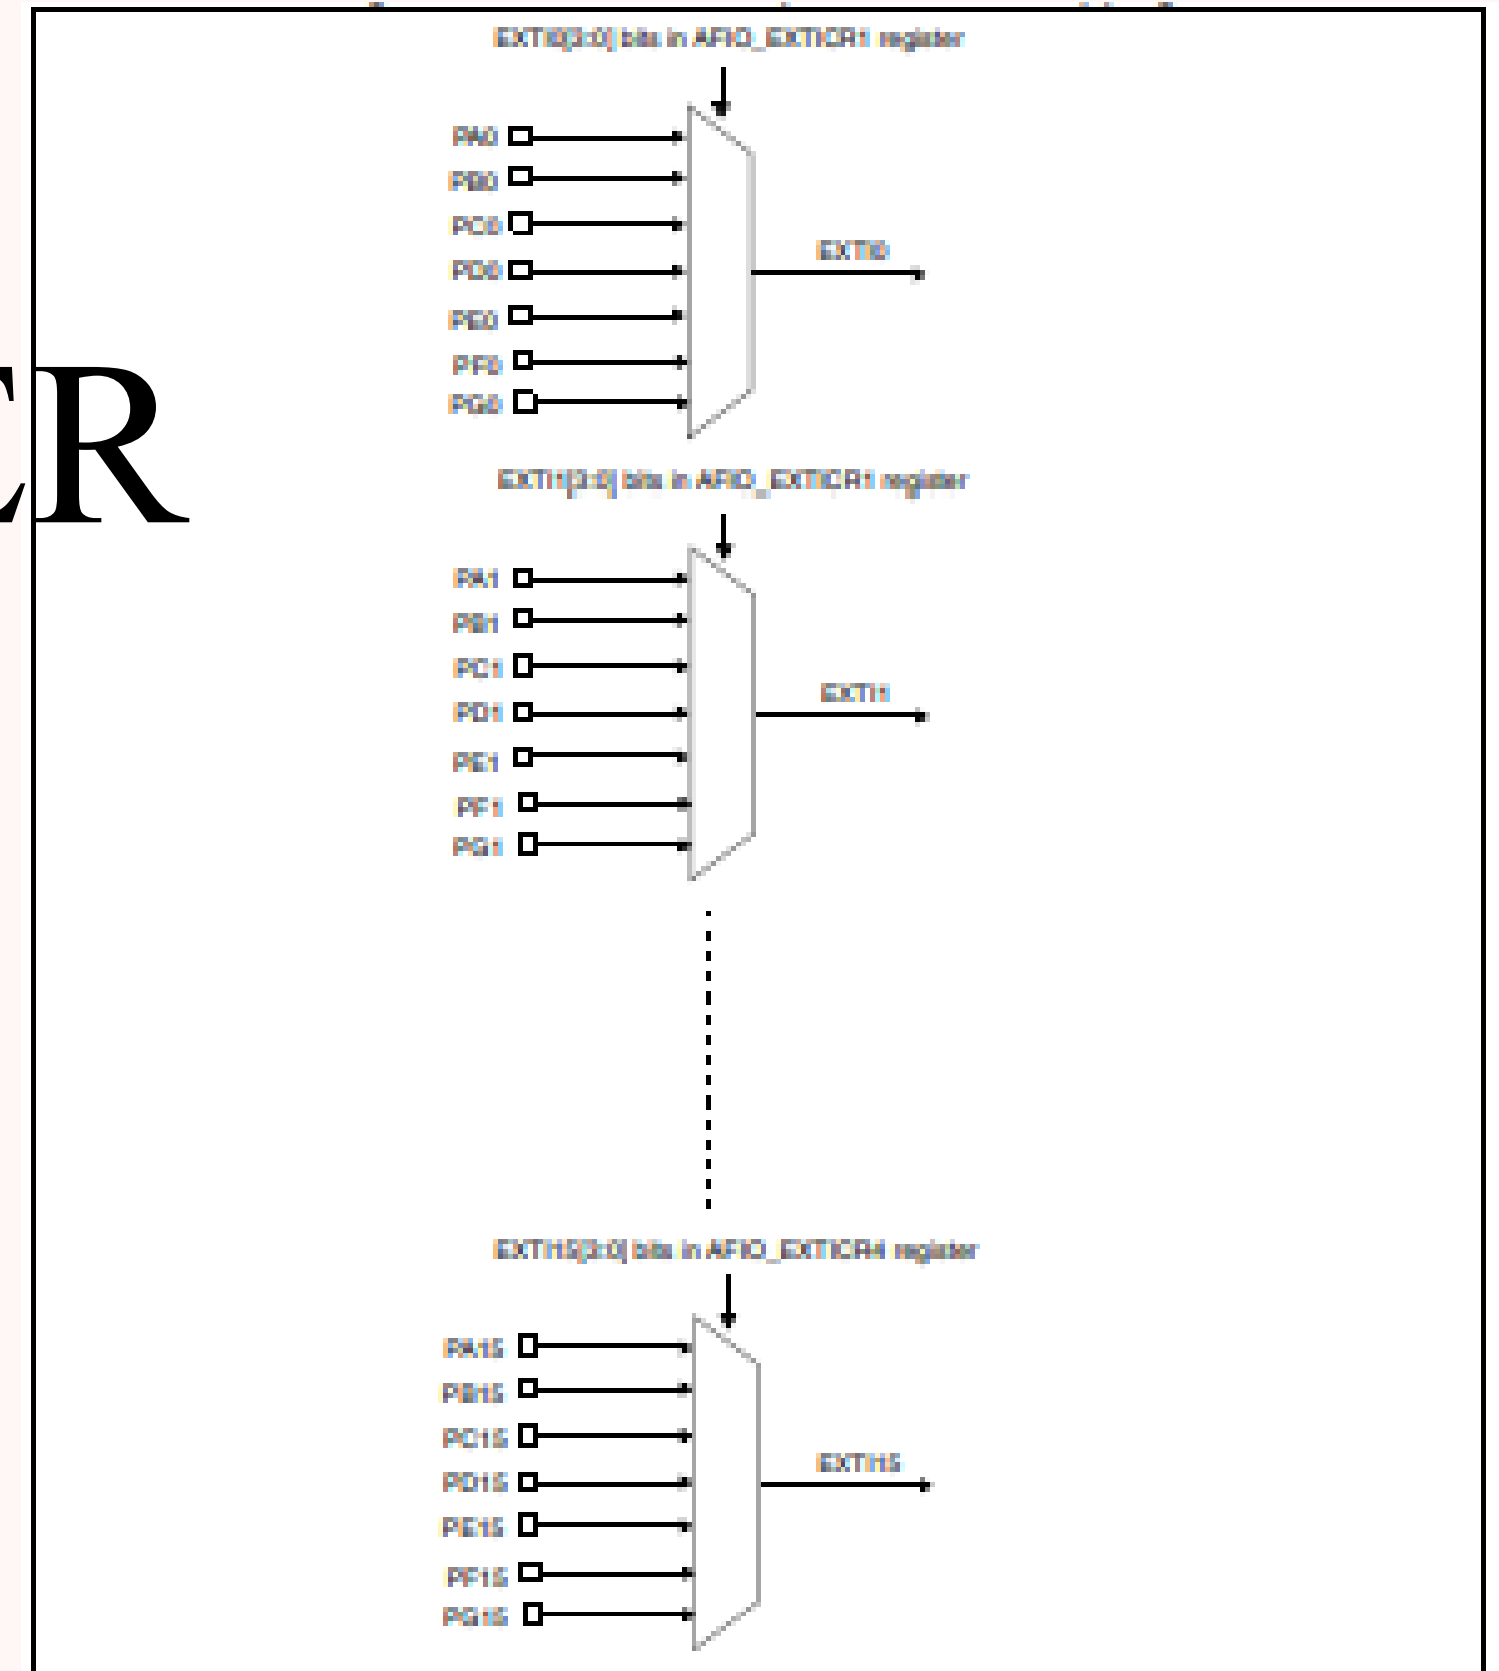 EXTI0[3:0] bits in AFIO_EXTICR1 register
PA0
PB0
PC0
PD0
EXTI0
PE0
PF0
PG0
CR
EXTI1[3:0] bits in AFIO_EXTICR1 register
PA1
PB1
PC1
PD1
EXTI1
PE1
PF1
PG1
EXTI15[3:0] bits in AFIO_EXTICR4 register
PA15
PB15
PC15
PD15
EXTI15
PE15
PF15
PG15